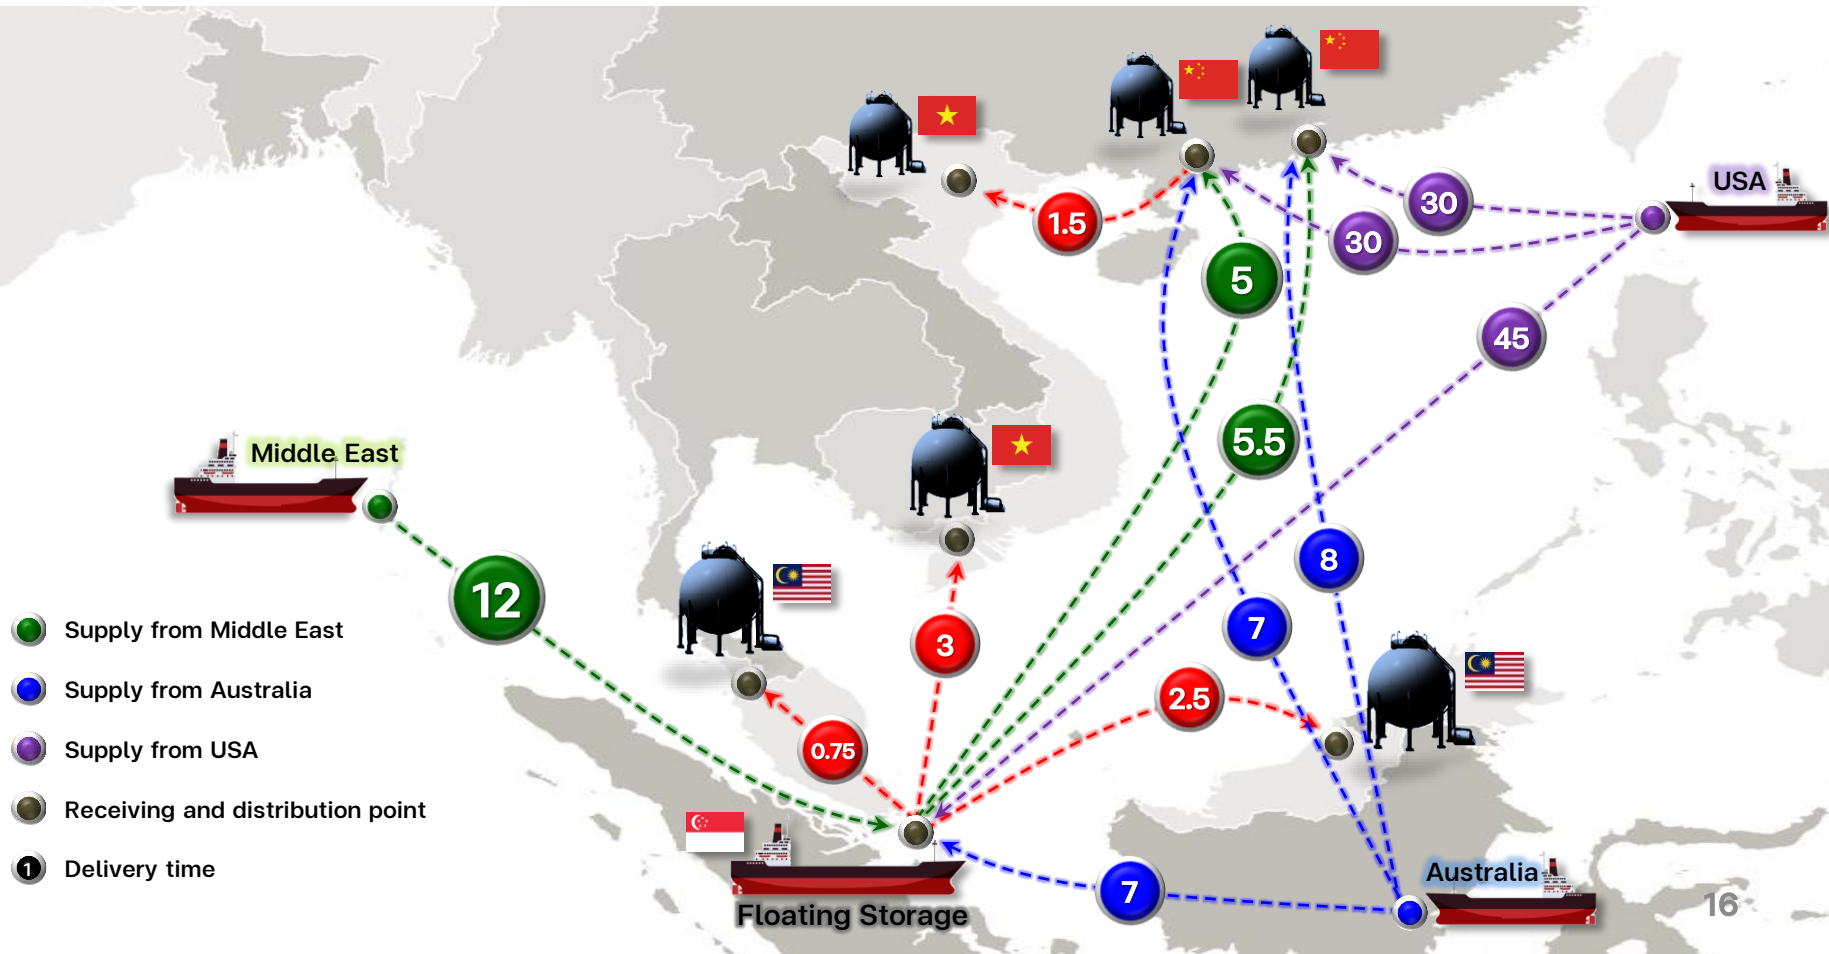 1.5
USA
30
30
5
45
5.5
Middle East
8
12
7
3
Supply from Middle East
2.5
Supply from Australia
0.75
Supply from USA
Receiving and distribution point
1 Delivery time
Australia
7
16
Floating Storage